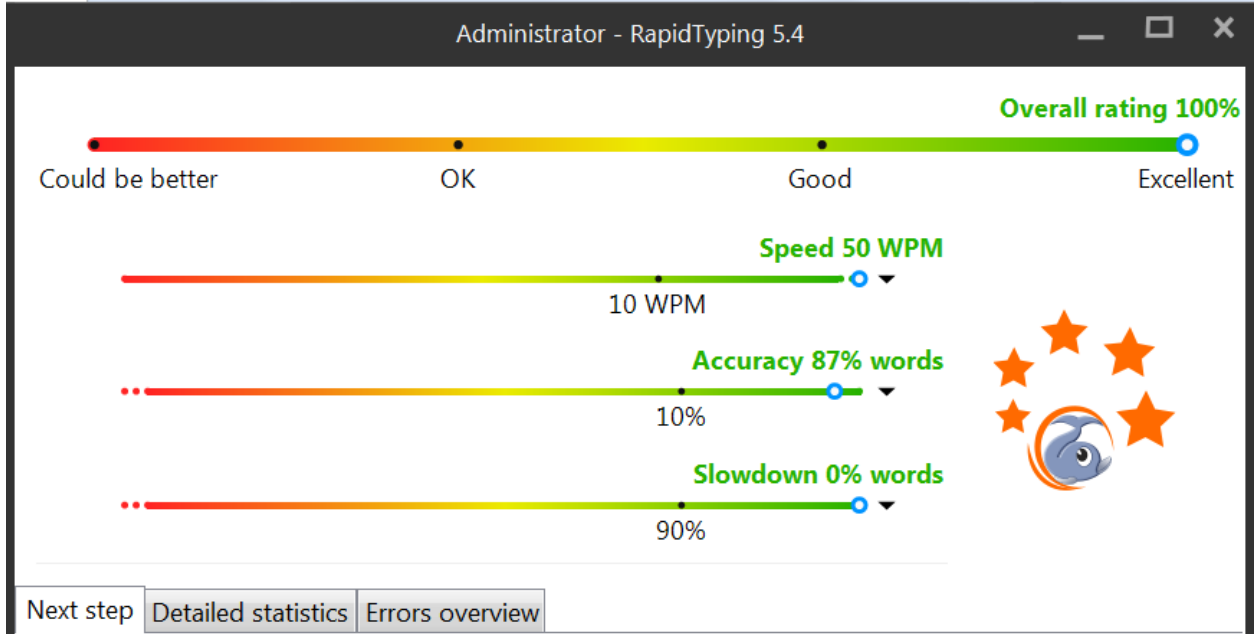 Administrator - RapidTyping 5.4
Overall rating 100%
Could be better OK Good Excellent
Speed 50 WPM
10 WPM
Accuracy 87% words
10%
Slowdown 0% words
90%
Next step Detailed statistics Errors overview